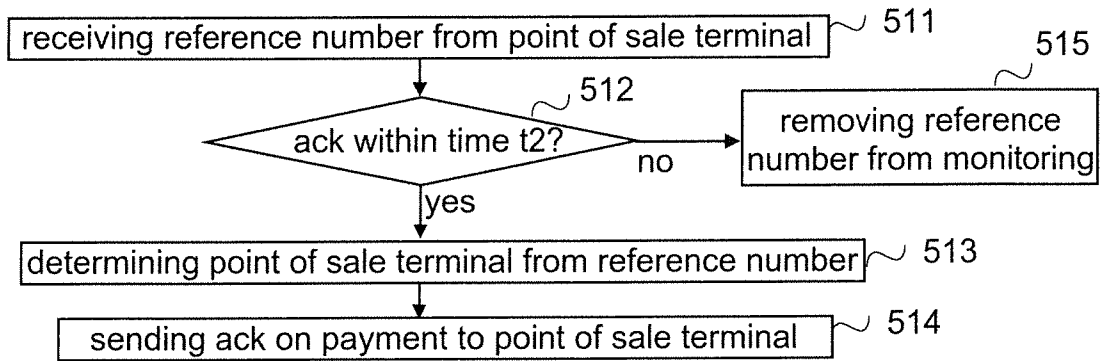 receiving reference number from point of sale terminal
511
ack within time t2?
512
no
removing reference
number from monitoring
515
yes
determining point of sale terminal from reference number
513
sending ack on payment to point of sale terminal
514